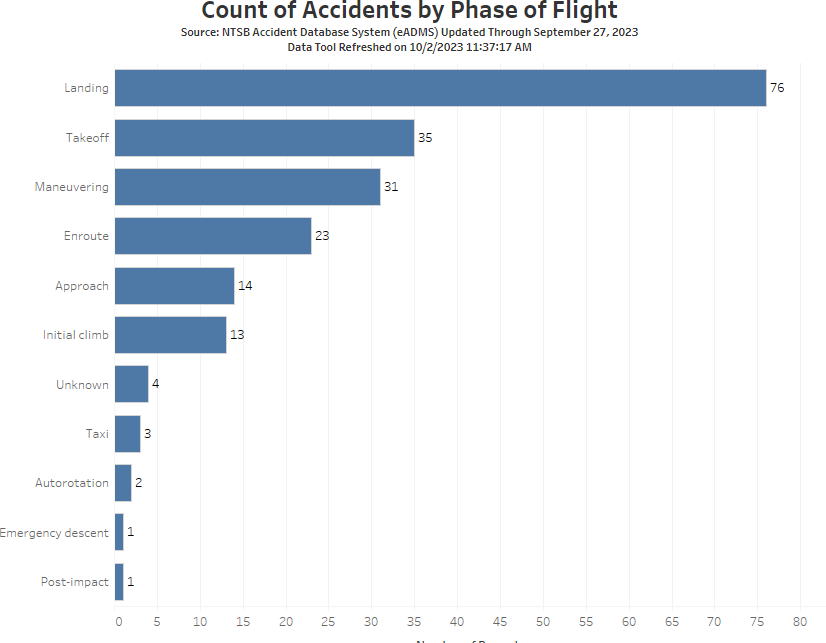 Count of Accidents by Phase of Flight
Source: NTSB Accident Database System (eADMS) Updated Through September 27, 2023
Data Tool Refreshed on 10/2/2023 11:37:17 AM
Landing 76
Takeoff 35
Maneuvering 31
Enroute 23
Approach 14
Initial climb 13
Unknown 4
Taxi 3
Autorotation 2
Emergency descent 1
Post-impact 1
0 5 10 15 20 25 30 35 40 45 50 55 60 65 70 75 80